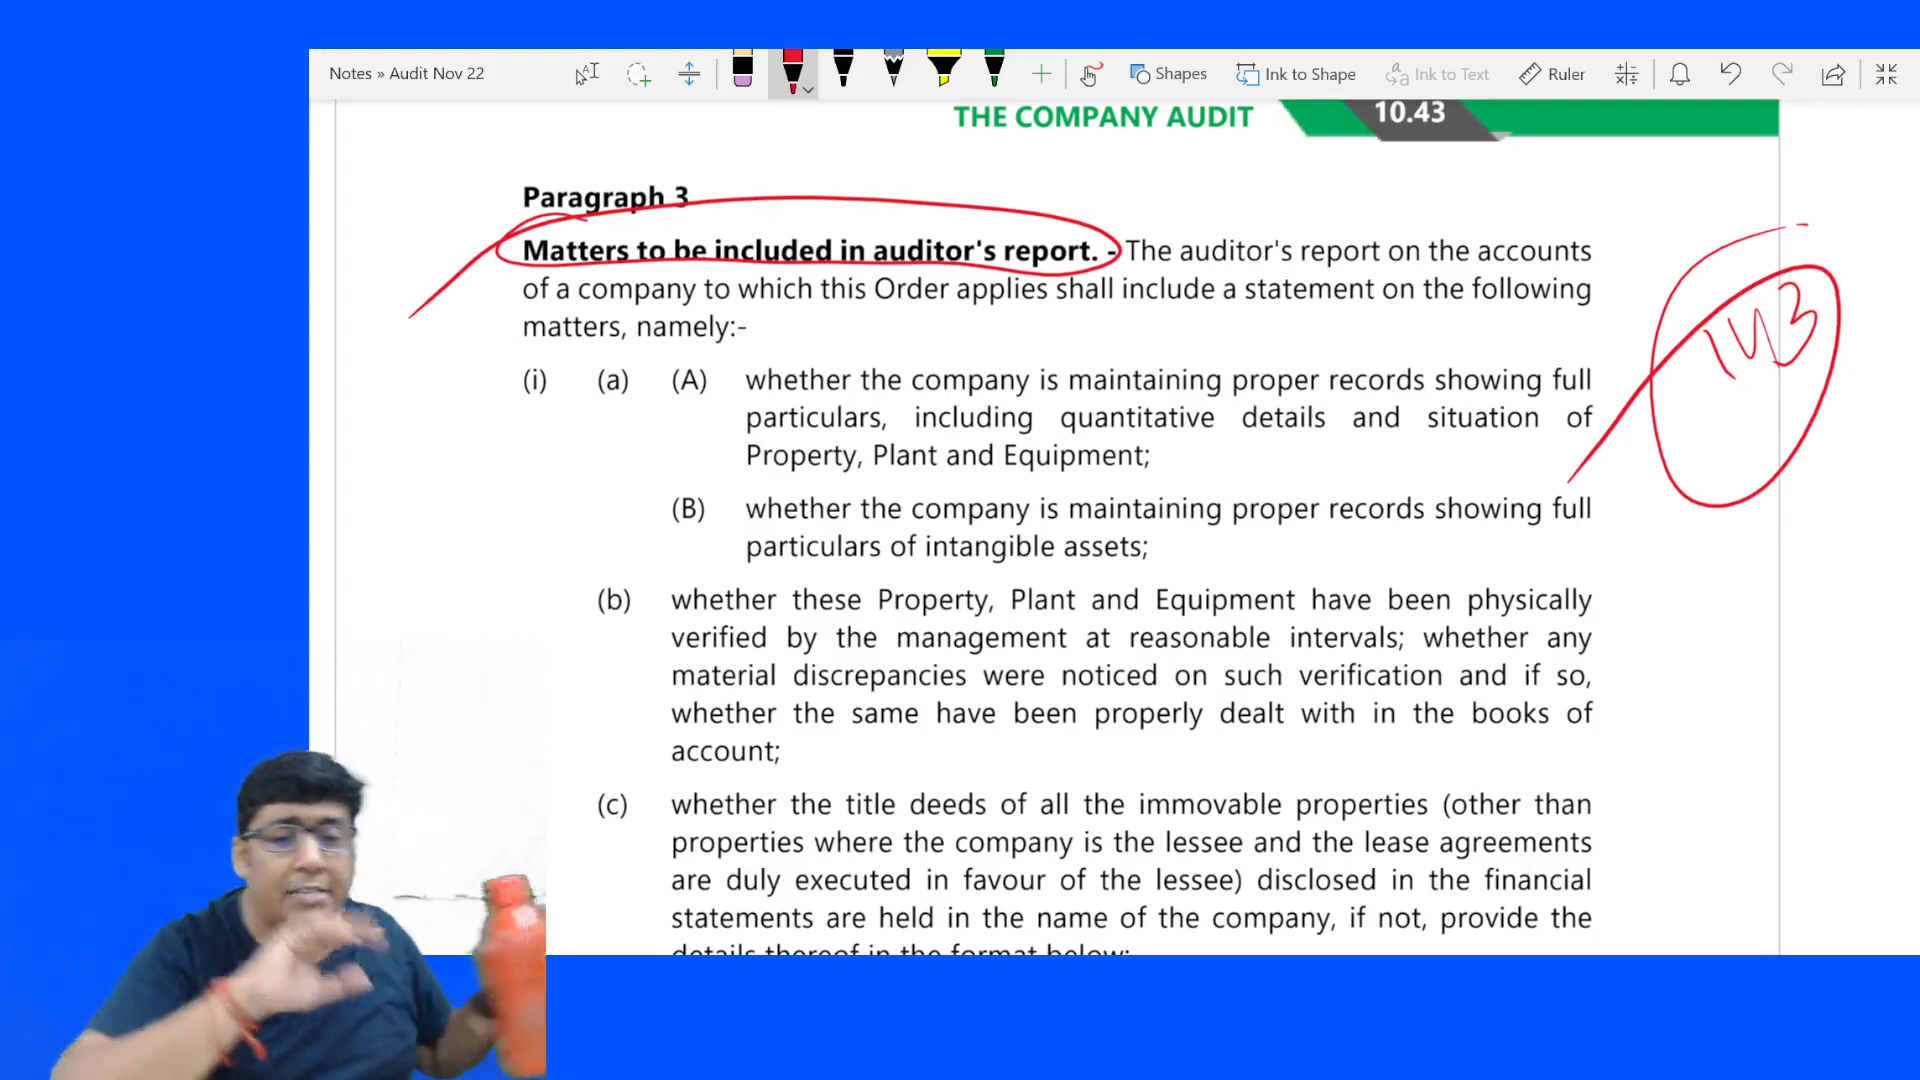 Notes » Audit Nov 22
Shapes
Ink to Shape
Ink to Text
Ruler
THE COMPANY AUDIT
10.43
Paragraph 3
Matters to be included in auditor's report. - The auditor's report on the accounts
of a company to which this Order applies shall include a statement on the following
matters, namely:-
143
(i) (a) (A) whether the company is maintaining proper records showing full
particulars, including quantitative details and situation of
Property, Plant and Equipment;
(B) whether the company is maintaining proper records showing full
particulars of intangible assets;
(b) whether these Property, Plant and Equipment have been physically
verified by the management at reasonable intervals; whether any
material discrepancies were noticed on such verification and if so,
whether the same have been properly dealt with in the books of
account;
(c) whether the title deeds of all the immovable properties (other than
properties where the company is the lessee and the lease agreements
are duly executed in favour of the lessee) disclosed in the financial
statements are held in the name of the company, if not, provide the
details thereof in the format below: